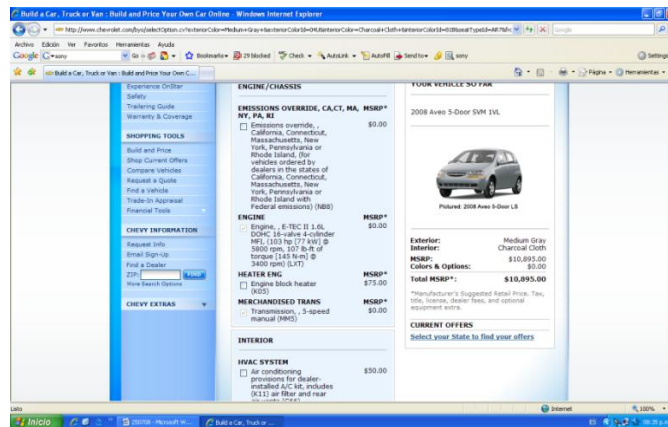 Build a Car, Truck or Van : Build and Price Your Own Car Online - Windows Internet Explorer
Archivo Edición Ver Favoritos Herramientas Ayuda
Google sony Go Bookmarks 29 blocked Check AutoLink AutoFill Send to sony Settings
Build a Car, Truck or Van : Build and Price Your Own C... Página Herramientas
Experience OnStar
Safety
Trailering Guide
Warranty & Coverage
SHOPPING TOOLS
Build and Price
Shop Current Offers
Compare Vehicles
Request a Quote
Find a Vehicle
Trade-In Appraisal
Financial Tools
CHEVY INFORMATION
Request Info
Email Sign-Up
Find a Dealer
ZIP: FIND
More Search Options
CHEVY EXTRAS
ENGINE/CHASSIS
EMISSIONS OVERRIDE, CA,CT, MA, MSRP*
NY, PA, RI
Emissions override, , $0.00
California, Connecticut,
Massachusetts, New
York, Pennsylvania or
Rhode Island, (for
vehicles ordered by
dealers in the states of
California, Connecticut,
Massachusetts, New
York, Pennsylvania or
Rhode Island with
Federal emissions) (NB8)
ENGINE MSRP*
Engine, , E-TEC II 1.6L $0.00
DOHC 16-valve 4-cylinder
MFI, (103 hp [77 kW] @
5800 rpm, 107 lb-ft of
torque [145 N-m] @
3400 rpm) (LXT)
HEATER ENG MSRP*
Engine block heater $75.00
(K05)
MERCHANDISED TRANS MSRP*
Transmission, , 5-speed $0.00
manual (MM5)
INTERIOR
HVAC SYSTEM
Air conditioning $50.00
provisions for dealer-
installed A/C kit, includes
(K11) air filter and rear
YOUR VEHICLE SO FAR
2008 Aveo 5-Door SVM 1VL
Pictured: 2008 Aveo 5-Door LS
Exterior: Medium Gray
Interior: Charcoal Cloth
MSRP: $10,895.00
Colors & Options: $0.00
Total MSRP*: $10,895.00
*Manufacturer's Suggested Retail Price. Tax,
title, license, dealer fees, and optional
equipment extra.
CURRENT OFFERS
Select your State to find your offers
Listo Internet 100%
Inicio 250708 - Microsoft W... Build a Car, Truck or ... ES